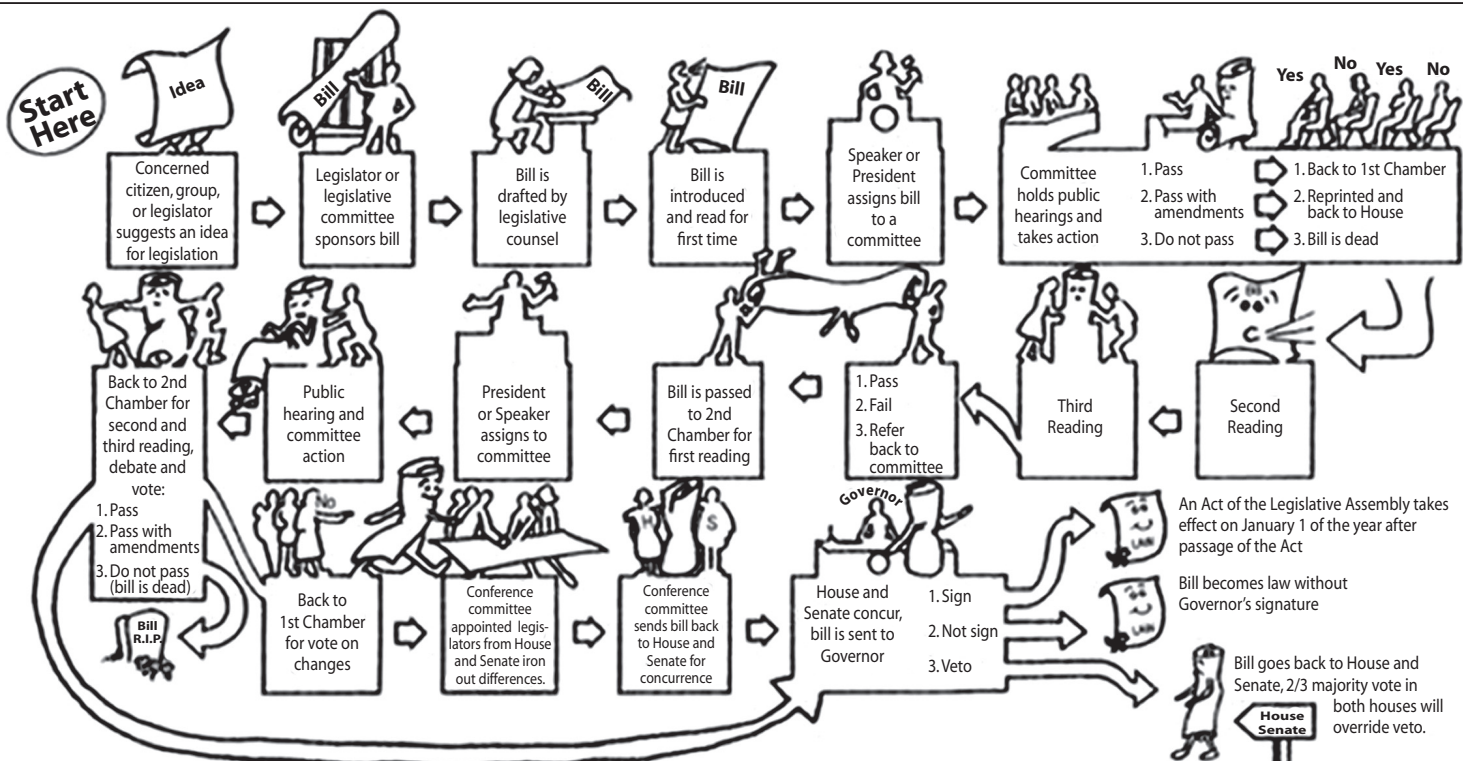 Start
Here
Idea
Concerned
citizen, group,
or legislator
suggests an idea
for legislation
Bill
Legislator or
legislative
committee
sponsors bill
Bill
Bill is
drafted by
legislative
counsel
Bill
Bill is
introduced
and read for
first time
Speaker or
President
assigns bill
to a
committee
Yes No Yes No
Committee
holds public
hearings and
takes action
1. Pass
2. Pass with
amendments
3. Do not pass
1. Back to 1st Chamber
2. Reprinted and
back to House
3. Bill is dead
Second
Reading
Third
Reading
1. Pass
2. Fail
3. Refer
back to
committee
Bill is passed
to 2nd
Chamber for
first reading
President
or Speaker
assigns to
committee
Public
hearing and
committee
action
Back to 2nd
Chamber for
second and
third reading,
debate and
vote:
1. Pass
2. Pass with
amendments
3. Do not pass
(bill is dead)
Bill
R.I.P.
No
Back to
1st Chamber
for vote on
changes
Conference
committee
appointed legis-
lators from House
and Senate iron
out differences.
H S
Conference
committee
sends bill back
to House and
Senate for
concurrence
Governor
House and
Senate concur,
bill is sent to
Governor
1. Sign
2. Not sign
3. Veto
LAW
An Act of the Legislative Assembly takes
effect on January 1 of the year after
passage of the Act
LAW
Bill becomes law without
Governor’s signature
Bill goes back to House and
Senate, 2/3 majority vote in
both houses will
override veto.
House
Senate